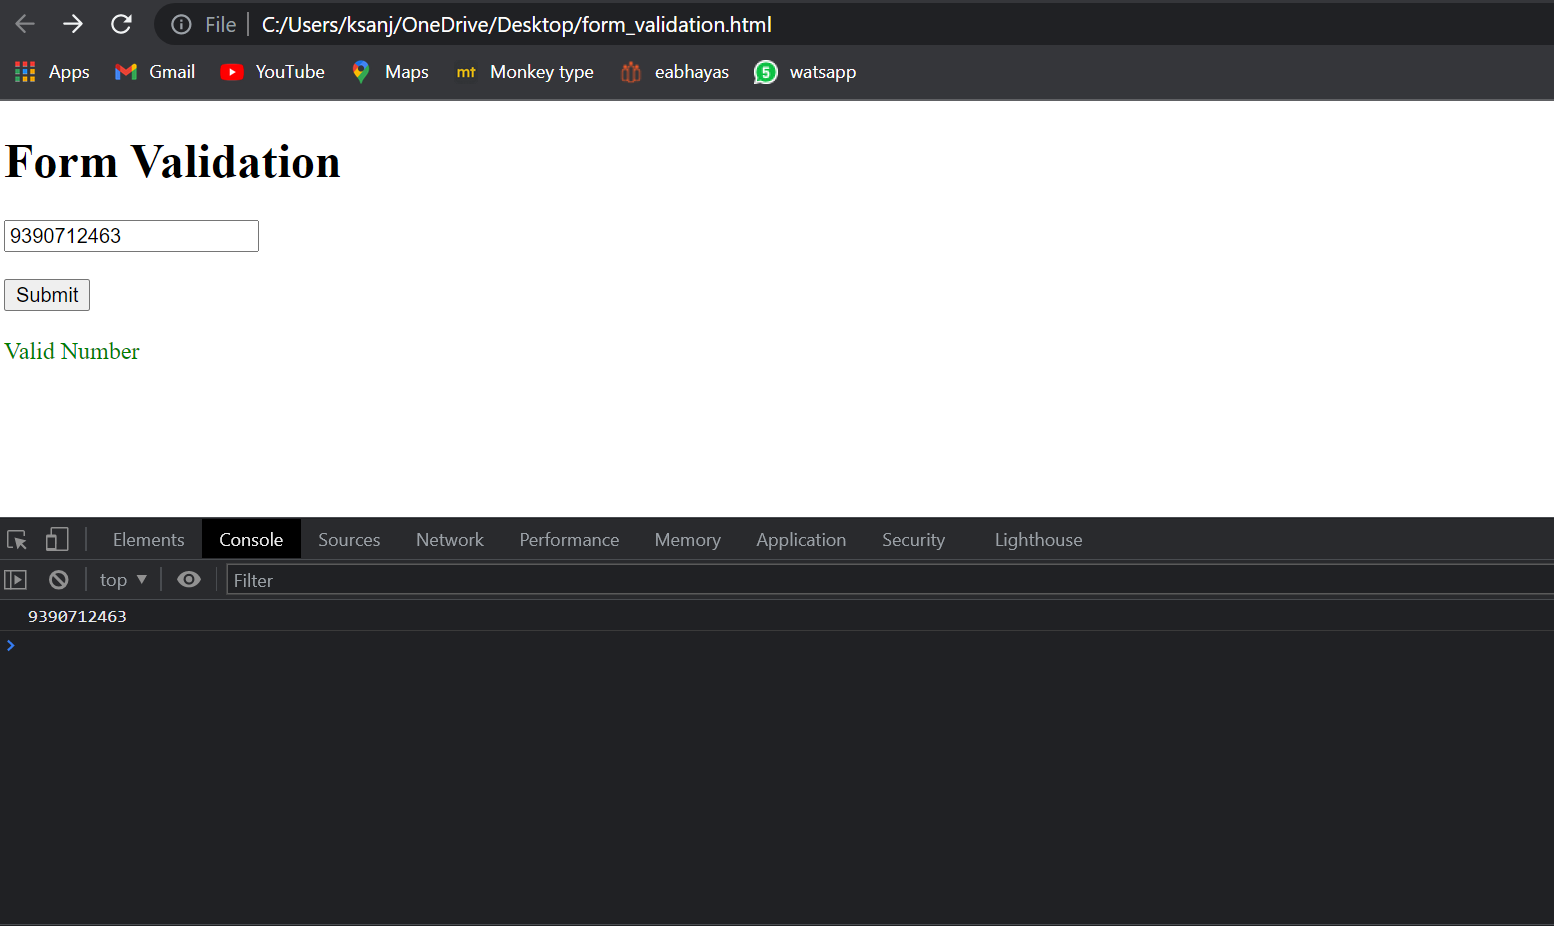 File C:/Users/ksanj/OneDrive/Desktop/form_validation.html
Apps Gmail YouTube Maps mt Monkey type eabhayas 5 watsapp
Form Validation
9390712463
Submit
Valid Number
Elements Console Sources Network Performance Memory Application Security Lighthouse
top Filter
9390712463